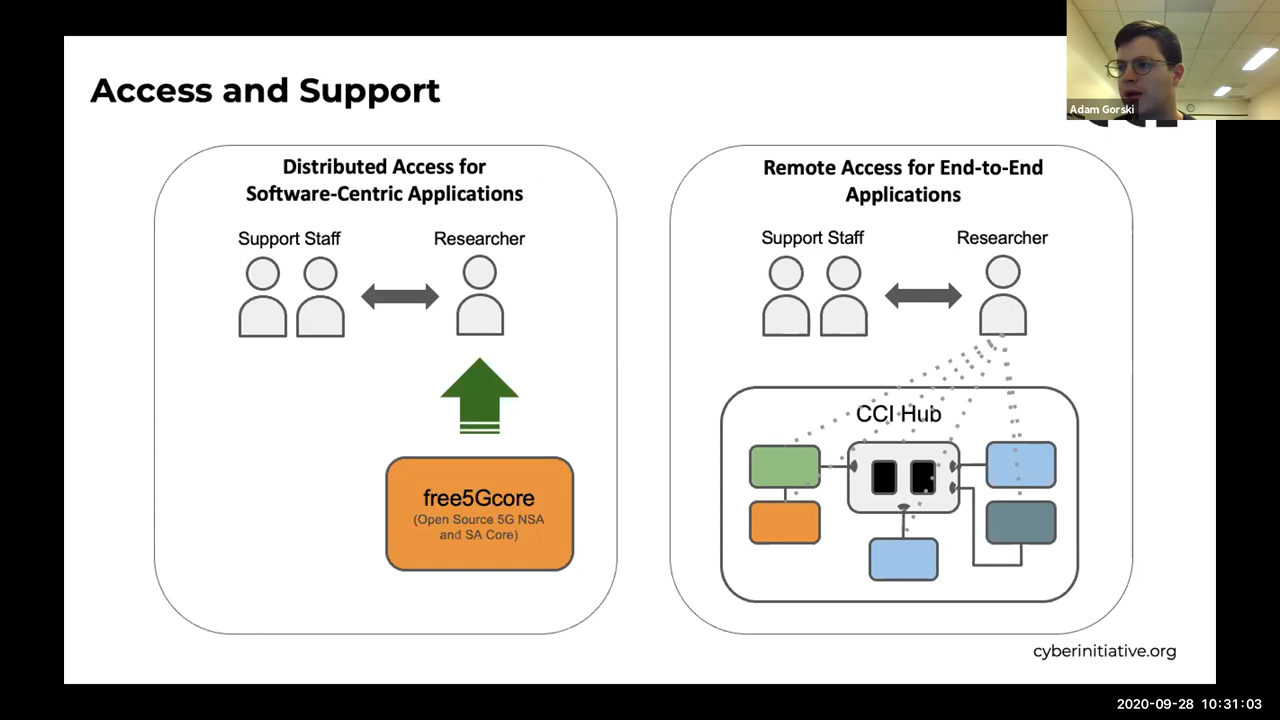 Access and Support
Adam Gorski
Distributed Access for
Software-Centric Applications
Support Staff
Researcher
free5Gcore
(Open Source 5G NSA
and SA Core)
Remote Access for End-to-End
Applications
Support Staff
Researcher
CCI Hub
cyberinitiative.org
2020-09-28 10:31:03